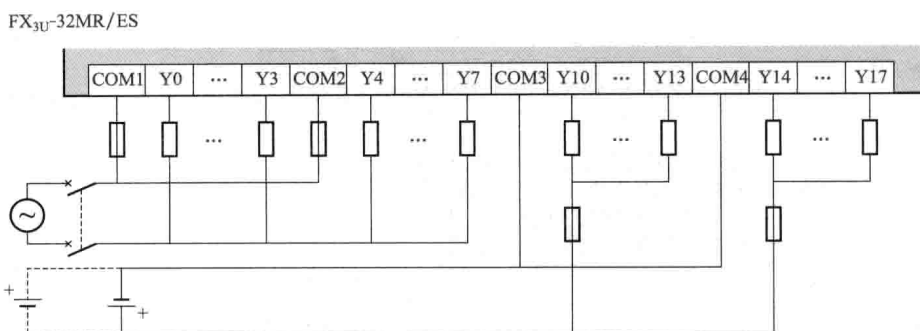 FX3U-32MR/ES
COM1 Y0 ... Y3 COM2 Y4 ... Y7 COM3 Y10 ... Y13 COM4 Y14 ... Y17
... ... ... ...
~
+
+